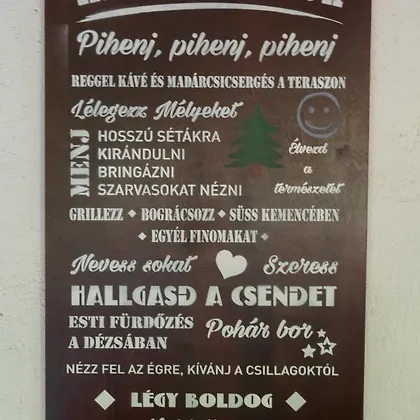 Pihenj, pihenj, pihenj
REGGEL KÁVÉ ÉS MADÁRCSICSERGÉS A TERASZON
Lélegezz Mélyeket
MENJ
HOSSZÚ SÉTÁKRA
KIRÁNDULNI
BRINGÁZNI
SZARVASOKAT NÉZNI
Élvezd
a
természetet
GRILLEZZ ◆ BOGRÁCSOZZ ◆ SÜSS KEMENCÉBEN
◆ EGYÉL FINOMAKAT ◆
Nevess sokat
Szeress
HALLGASD A CSENDET
ESTI FÜRDŐZÉS
A DÉZSÁBAN
Pohár bor
NÉZZ FEL AZ ÉGRE, KÍVÁNJ A CSILLAGOKTÓL
◆ LÉGY BOLDOG ◆